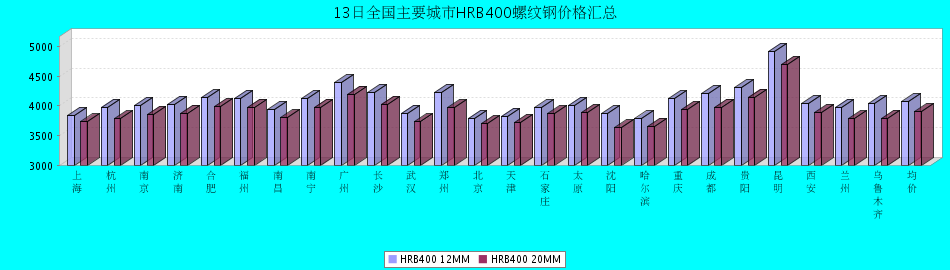 13日全国主要城市HRB400螺纹钢价格汇总
5000
4500
4000
3500
3000
上海
杭州
南京
济南
合肥
福州
南昌
南宁
广州
长沙
武汉
郑州
北京
天津
石家庄
太原
沈阳
哈尔滨
重庆
成都
贵阳
昆明
西安
兰州
乌鲁木齐
均价
HRB400 12MM
HRB400 20MM